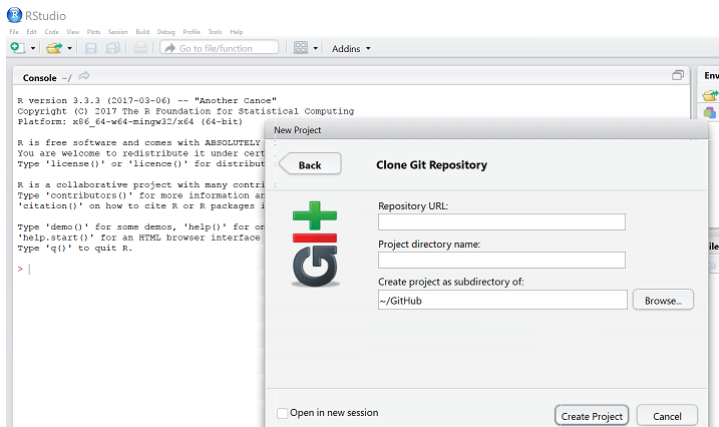 RStudio
File Edit Code View Plots Session Build Debug Profile Tools Help
Go to file/function
Addins
Console ~/
Env
R version 3.3.3 (2017-03-06) -- "Another Canoe"
Copyright (C) 2017 The R Foundation for Statistical Computing
Platform: x86_64-w64-mingw32/x64 (64-bit)
R is free software and comes with ABSOLUTELY
You are welcome to redistribute it under cert
Type 'license()' or 'licence()' for distribut
R is a collaborative project with many contri
Type 'contributors()' for more information an
'citation()' on how to cite R or R packages i
Type 'demo()' for some demos, 'help()' for on
'help.start()' for an HTML browser interface
Type 'q()' to quit R.
>
New Project
Back
Clone Git Repository
git
Repository URL:
Project directory name:
Create project as subdirectory of:
~/GitHub
Browse...
Open in new session
Create Project
Cancel
iles